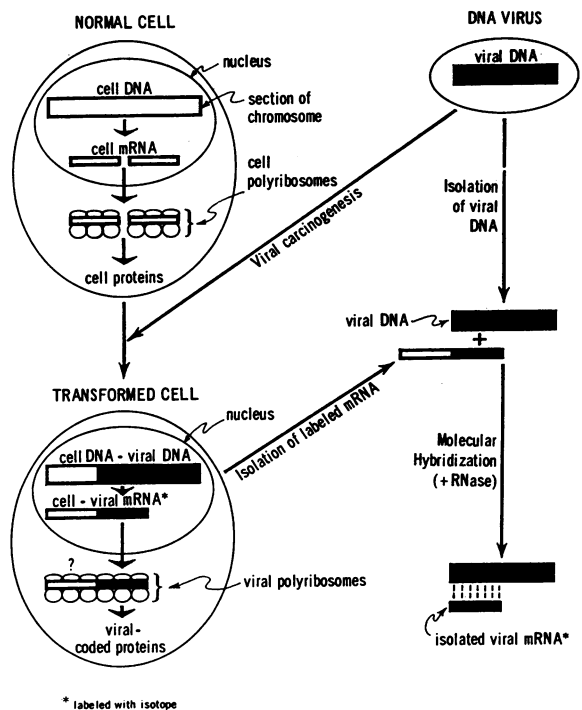 NORMAL CELL
nucleus
cell DNA
section of
chromosome
cell mRNA
cell
polyribosomes
cell proteins
DNA VIRUS
viral DNA
Isolation
of viral
DNA
Viral carcinogenesis
viral DNA
+
TRANSFORMED CELL
nucleus
cell DNA - viral DNA
cell - viral mRNA*
?
viral polyribosomes
viral-
coded proteins
Isolation of labeled mRNA
Molecular
Hybridization
(+RNase)
isolated viral mRNA*
* labeled with isotope